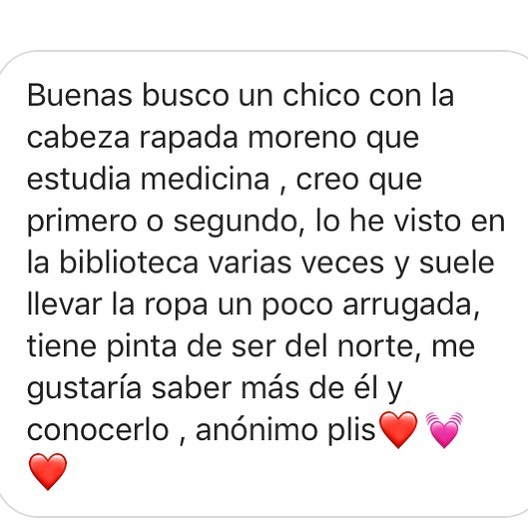 Buenas busco un chico con la
cabeza rapada moreno que
estudia medicina , creo que
primero o segundo, lo he visto en
la biblioteca varias veces y suele
llevar la ropa un poco arrugada,
tiene pinta de ser del norte, me
gustaría saber más de él y
conocerlo , anónimo plis❤️💓
❤️